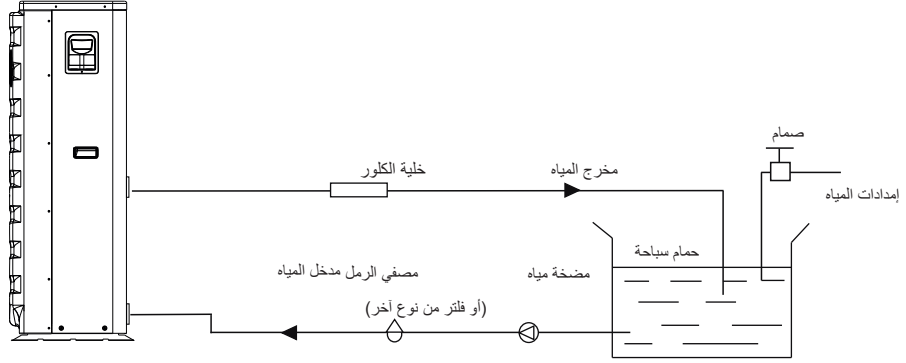 صمام
خلية الكلور
مخرج المياه
إمدادات المياه
حمام سباحة
مصفي الرمل مدخل المياه
مضخة مياه
(أو فلتر من نوع آخر)